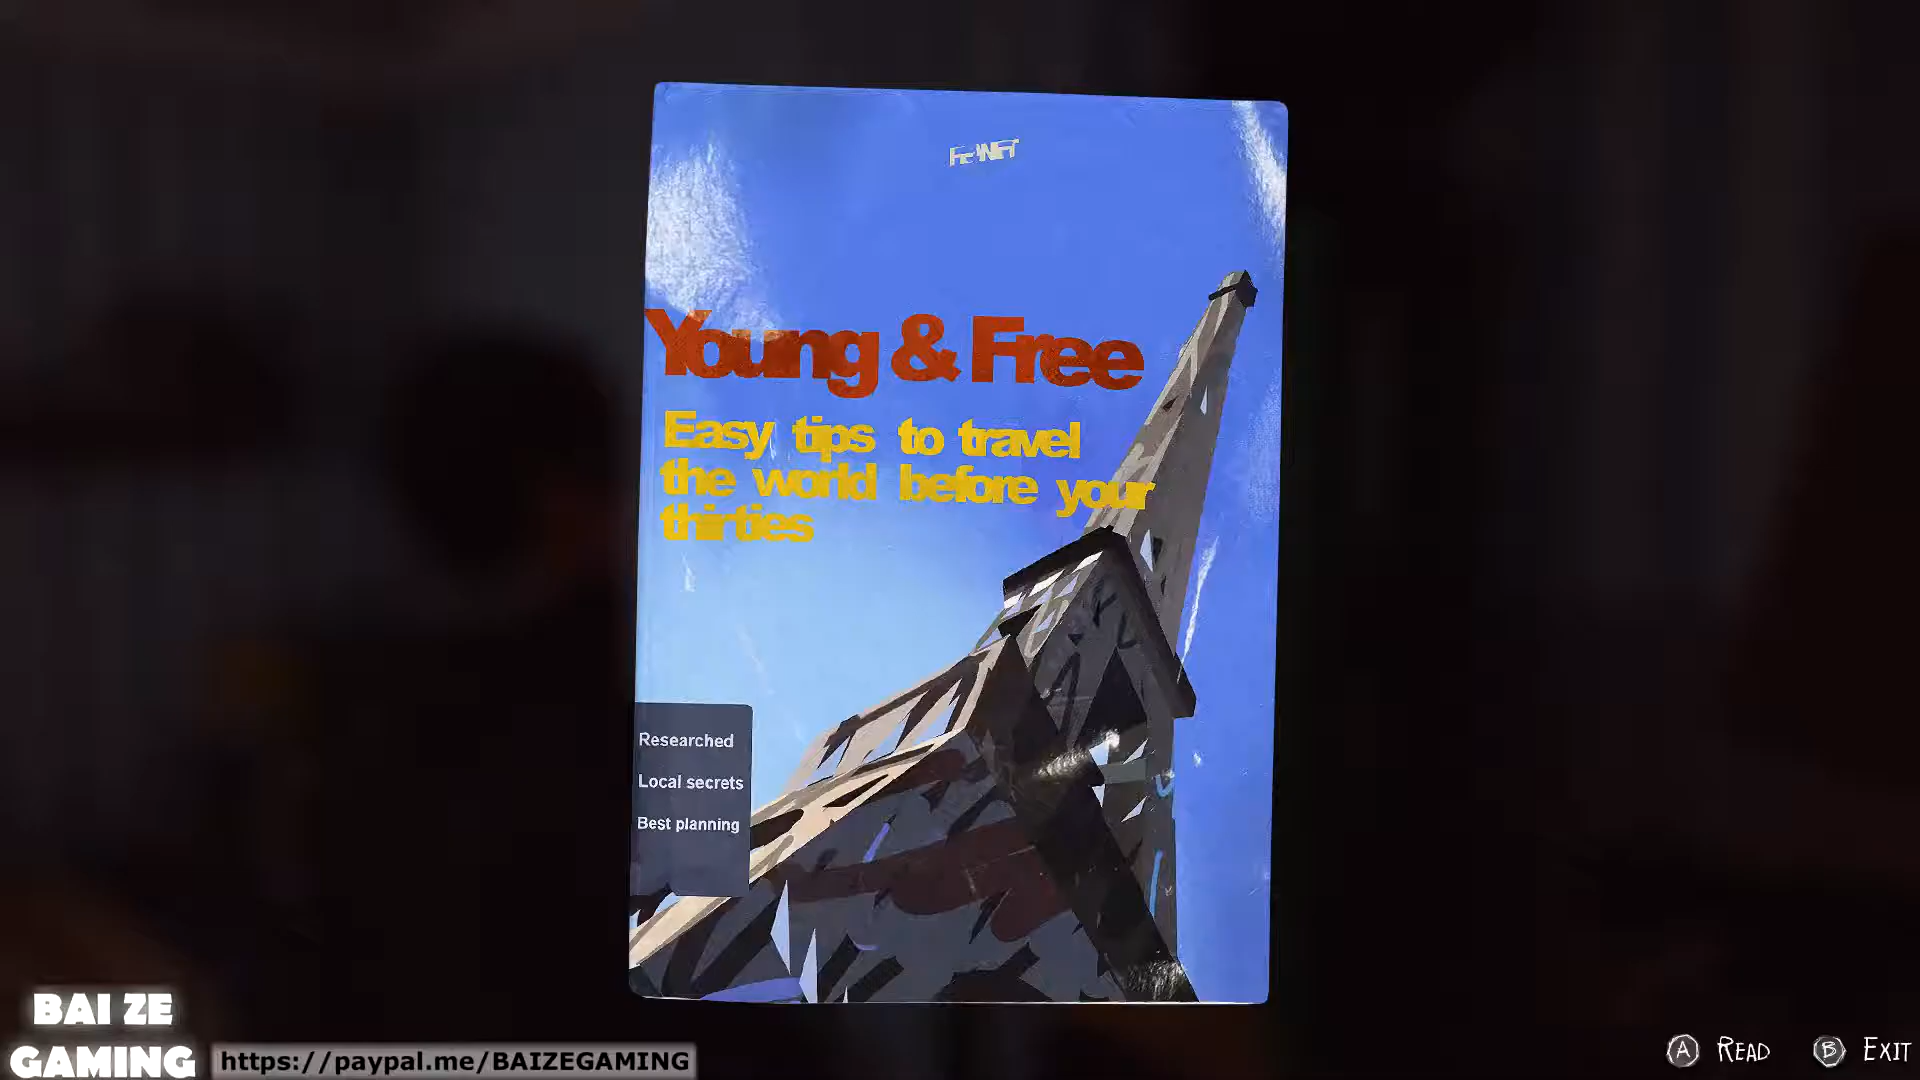 Young & Free
Easy tips to travel
the world before your
thirties
Researched
Local secrets
Best planning
BAI ZE
GAMING
https://paypal.me/BAIZEGAMING
A READ
B EXIT